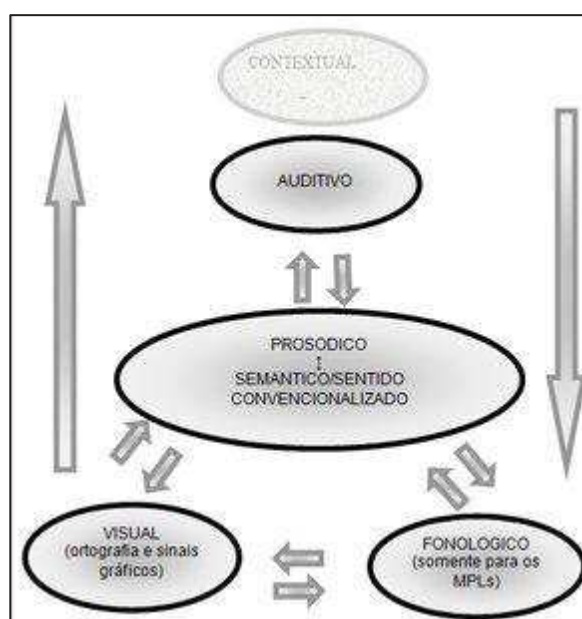 CONTEXTUAL
AUDITIVO
PROSODICO
SEMANTICO/SENTIDO
CONVENCIONALIZADO
VISUAL
(ortografia e sinais
gráficos)
FONOLOGICO
(somente para os
MPLs)